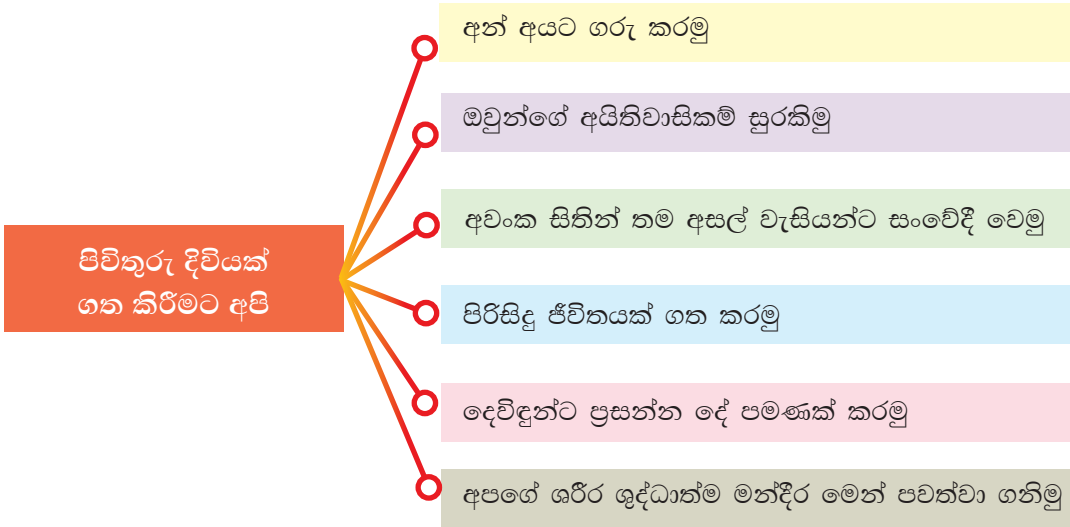 පිවිතුරු දිවියක්
ගත කිරීමට අපි
අන් අයට ගරු කරමු
ඔවුන්ගේ අයිතිවාසිකම් සුරකිමු
අවංක සිතින් තම අසල් වැසියන්ට සංවේදී වෙමු
පිරිසිදු ජීවිතයක් ගත කරමු
දෙවිඳුන්ට ප්‍රසන්න දේ පමණක් කරමු
අපගේ ශරීර ශුද්ධාත්ම මන්දීර මෙන් පවත්වා ගනිමු